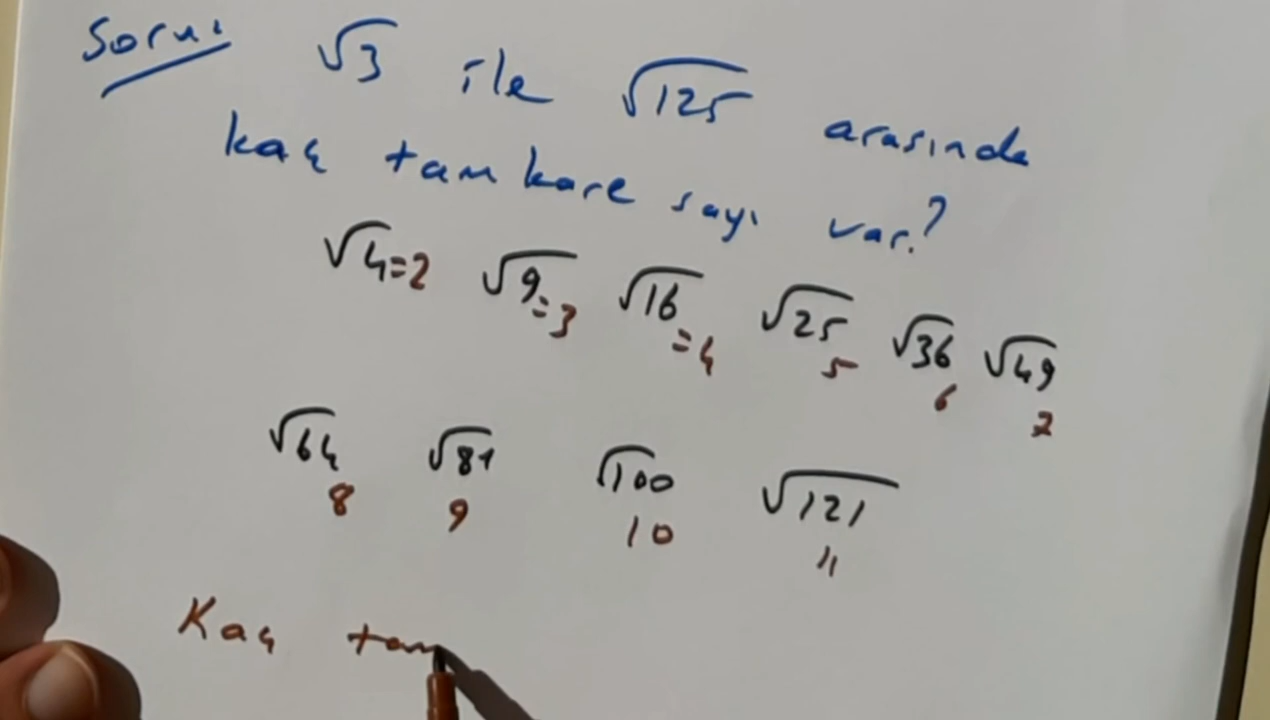 Soru: √3 ile √125 arasında
kaç tam kare sayı var?
√4=2 √9=3 √16=4 √25 5 √36 6 √49 7
√64 8 √81 9 √100 10 √121 11
Kaç tam